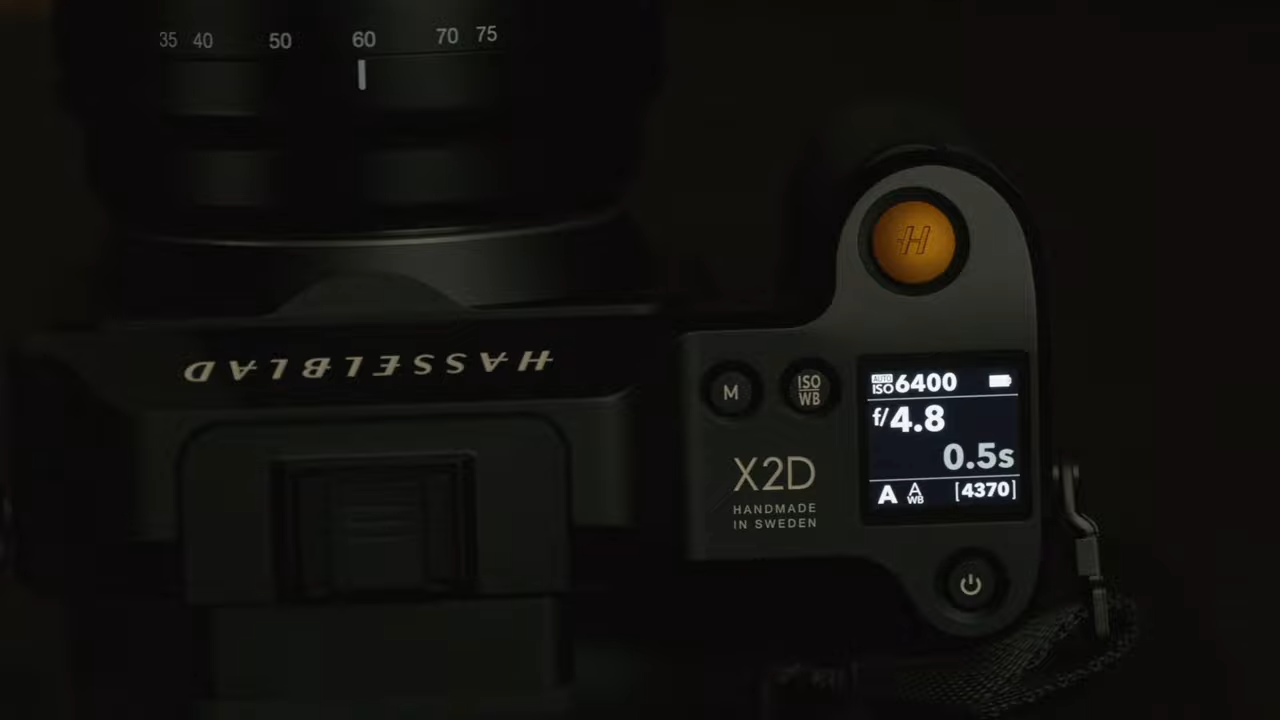 35 40 50 60 70 75
HASSELBLAD
H
M
ISO
WB
AUTO
ISO 6400
f/4.8
0.5s
A A WB [4370]
X2D
HANDMADE
IN SWEDEN